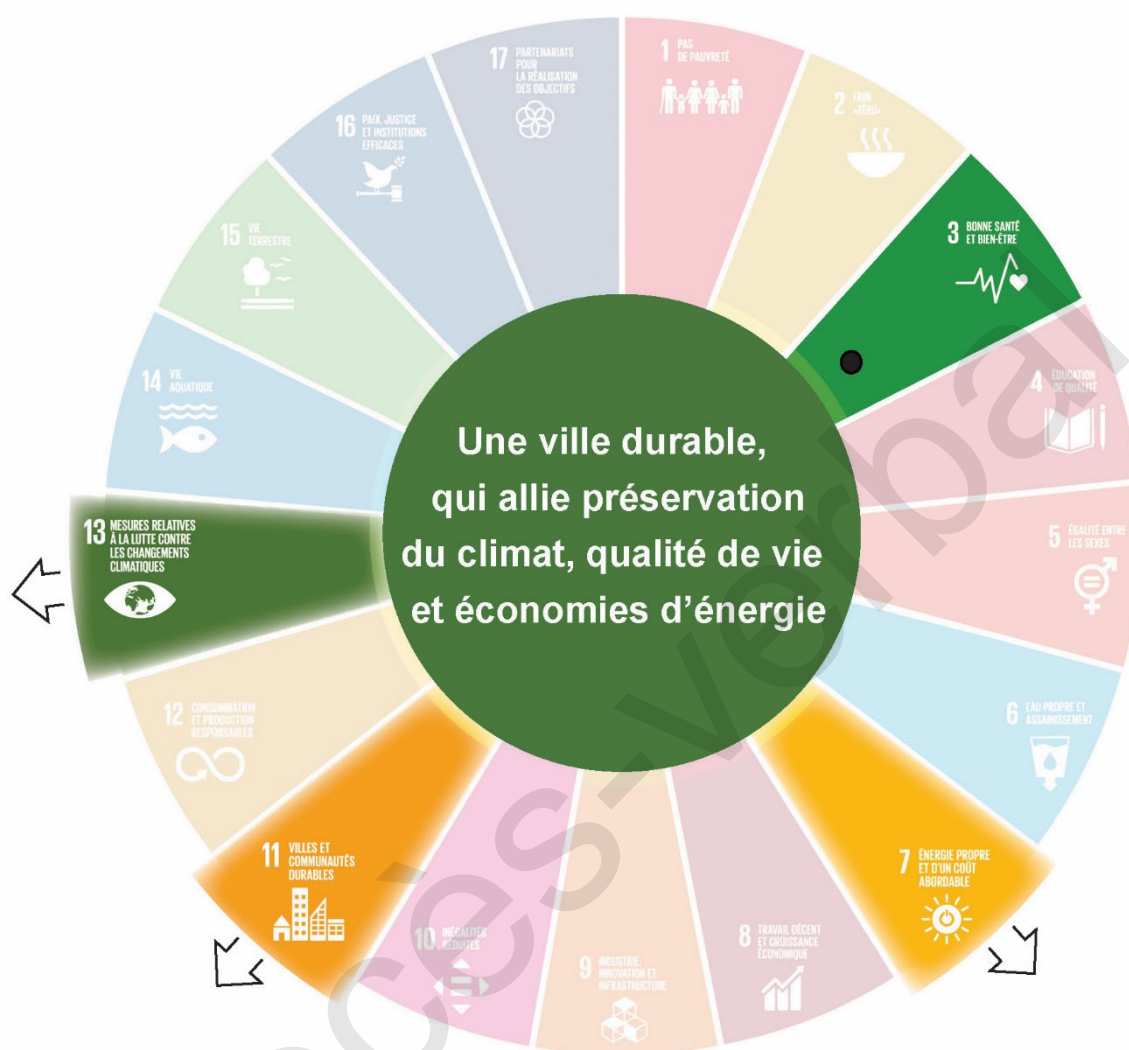 17 PARTENARIATS
POUR
LA RÉALISATION
DES OBJECTIFS
1 PAS
DE PAUVRETÉ
2 FAIM
«ZÉRO»
3 BONNE SANTÉ
ET BIEN-ÊTRE
4 ÉDUCATION
DE QUALITÉ
5 ÉGALITÉ ENTRE
LES SEXES
6 EAU PROPRE ET
ASSAINISSEMENT
7 ÉNERGIE PROPRE
ET D'UN COÛT
ABORDABLE
8 TRAVAIL DÉCENT
ET CROISSANCE
ÉCONOMIQUE
9 INDUSTRIE,
INNOVATION ET
INFRASTRUCTURE
10 INÉGALITÉS
RÉDUITES
11 VILLES ET
COMMUNAUTÉS
DURABLES
12 CONSOMMATION
ET PRODUCTION
RESPONSABLES
13 MESURES RELATIVES
À LA LUTTE CONTRE
LES CHANGEMENTS
CLIMATIQUES
14 VIE
AQUATIQUE
15 VIE
TERRESTRE
16 PAIX, JUSTICE
ET INSTITUTIONS
EFFICACES
Une ville durable,
qui allie préservation
du climat, qualité de vie
et économies d'énergie
cès-verbal